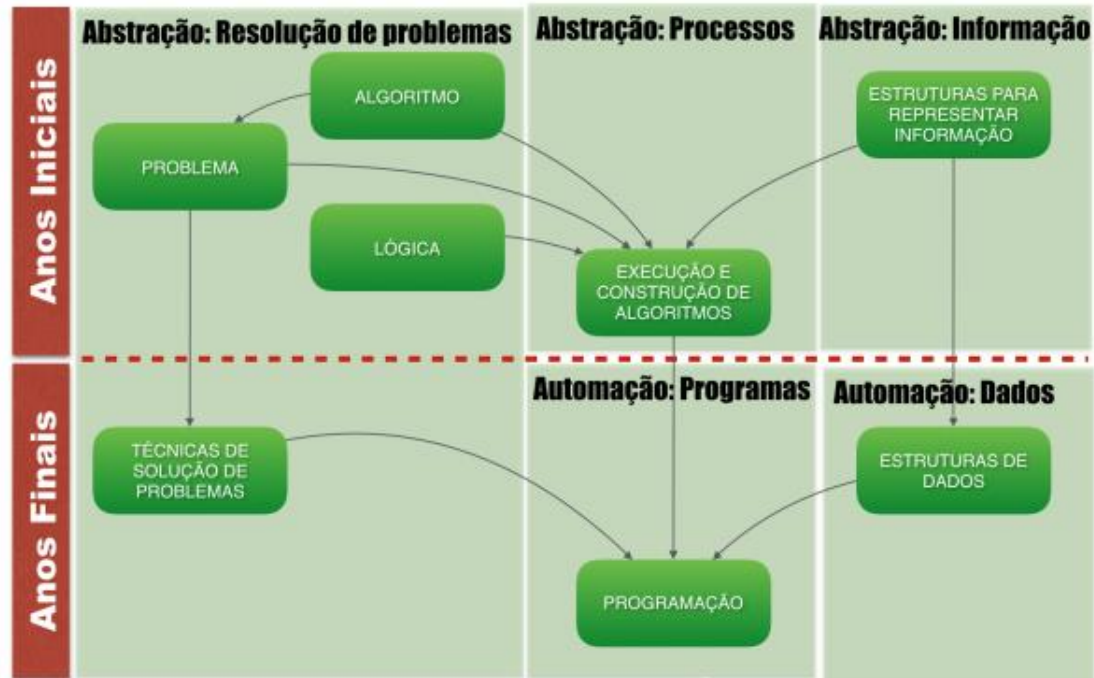 Anos Iniciais
Abstração: Resolução de problemas
Abstração: Processos
Abstração: Informação
ALGORITMO
PROBLEMA
LÓGICA
EXECUÇÃO E
CONSTRUÇÃO DE
ALGORITMOS
ESTRUTURAS PARA
REPRESENTAR
INFORMAÇÃO
Anos Finais
Automação: Programas
Automação: Dados
TÉCNICAS DE
SOLUÇÃO DE
PROBLEMAS
ESTRUTURAS DE
DADOS
PROGRAMAÇÃO